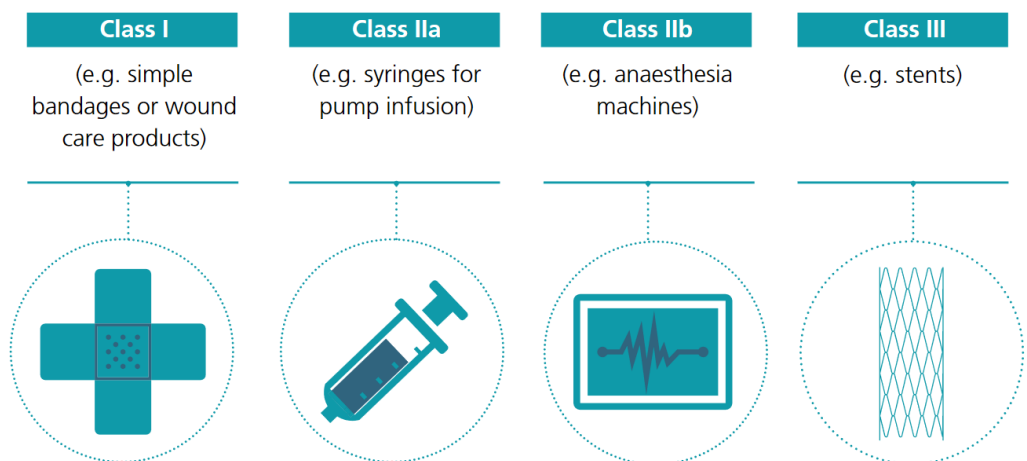 Class I
(e.g. simple
bandages or wound
care products)
Class IIa
(e.g. syringes for
pump infusion)
Class IIb
(e.g. anaesthesia
machines)
Class III
(e.g. stents)